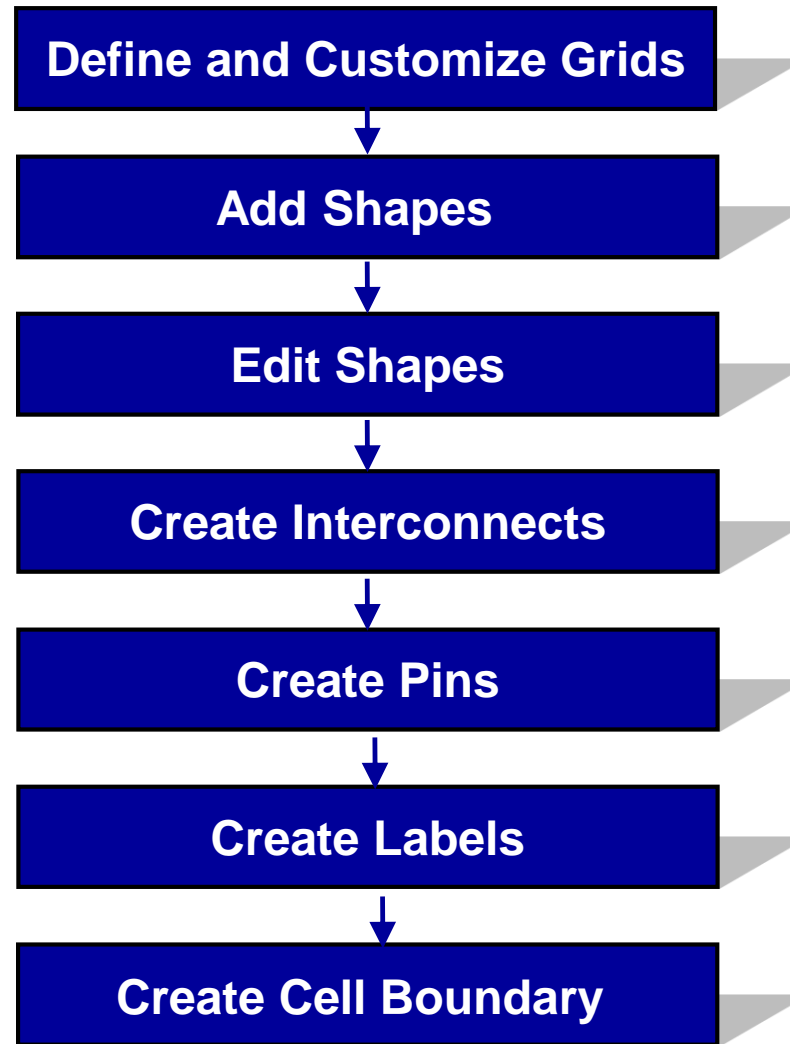 Define and Customize Grids
Add Shapes
Edit Shapes
Create Interconnects
Create Pins
Create Labels
Create Cell Boundary